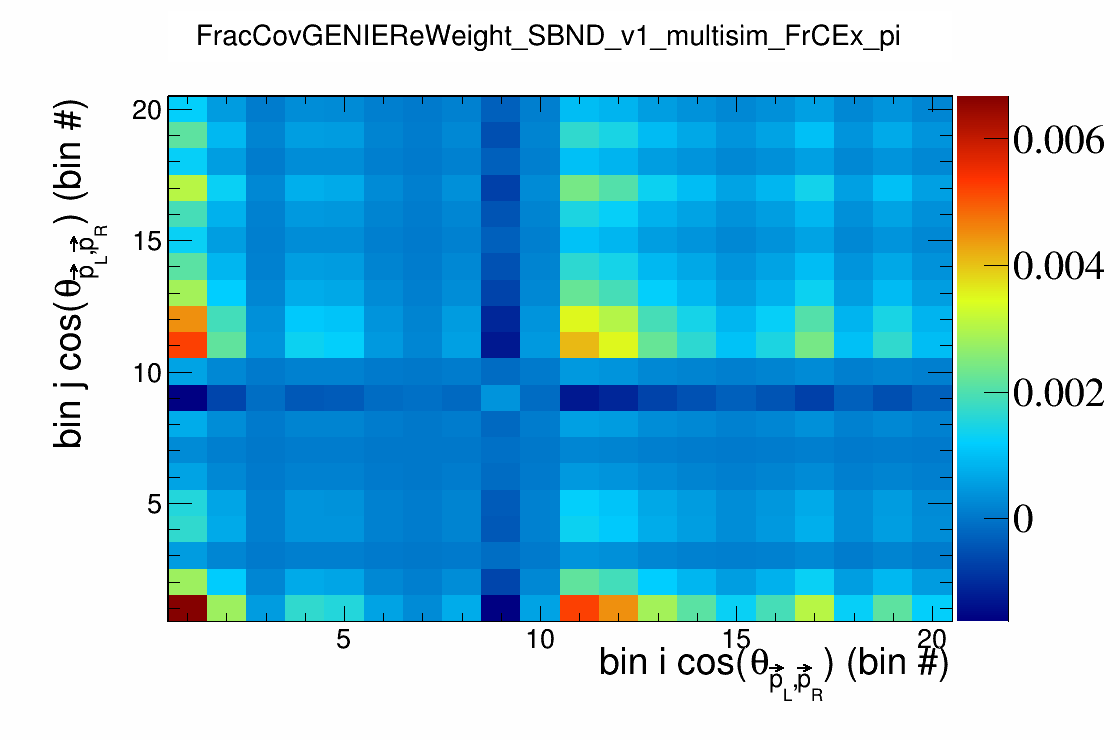 FracCovGENIEReWeight_SBND_v1_multisim_FrCEx_pi
bin j cos(θ p⃗L,p⃗R) (bin #)
20
15
10
5
5 10 15 20
bin i cos(θ p⃗L,p⃗R) (bin #)
0.006
0.004
0.002
0